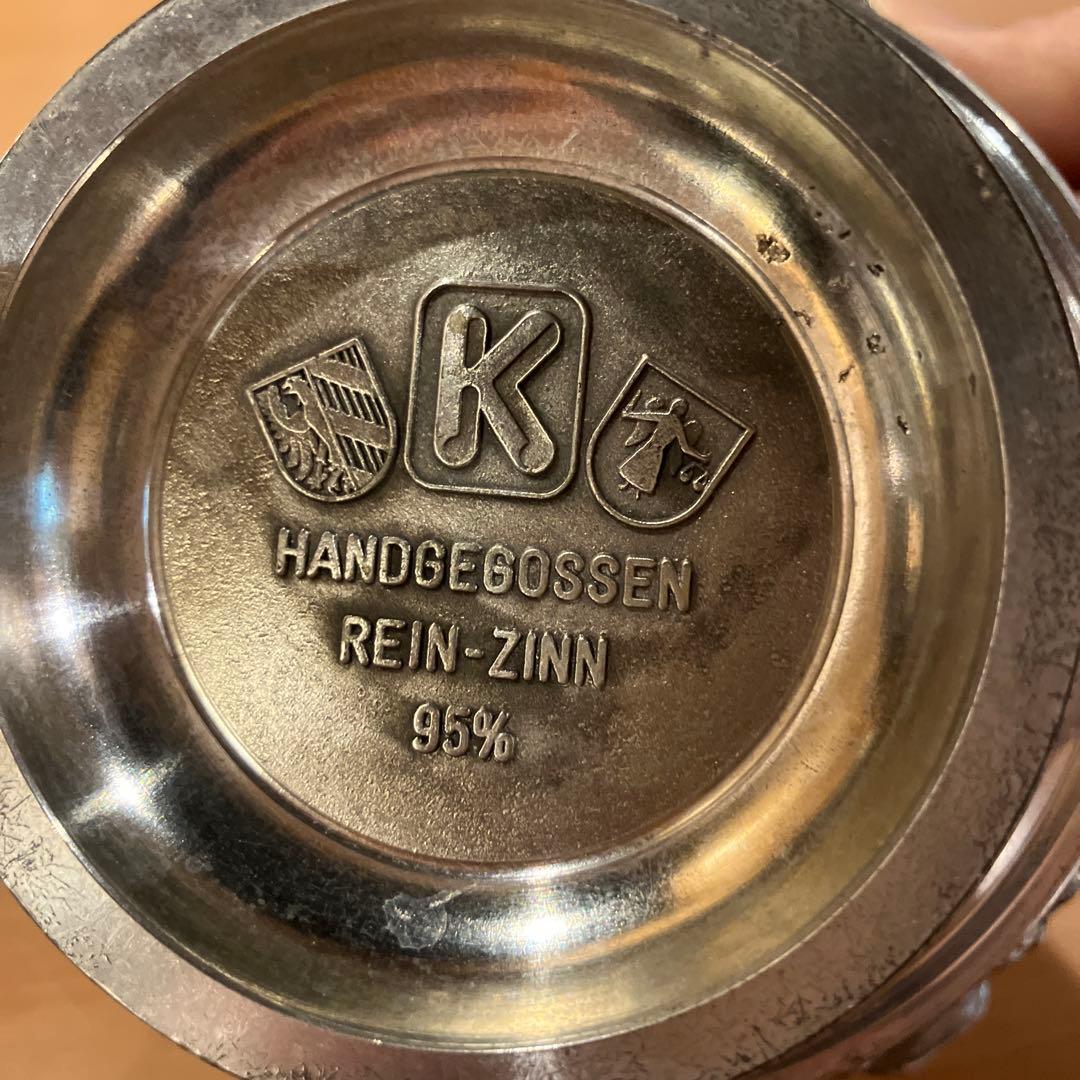 K
HANDGEGOSSEN
REIN-ZINN
95%